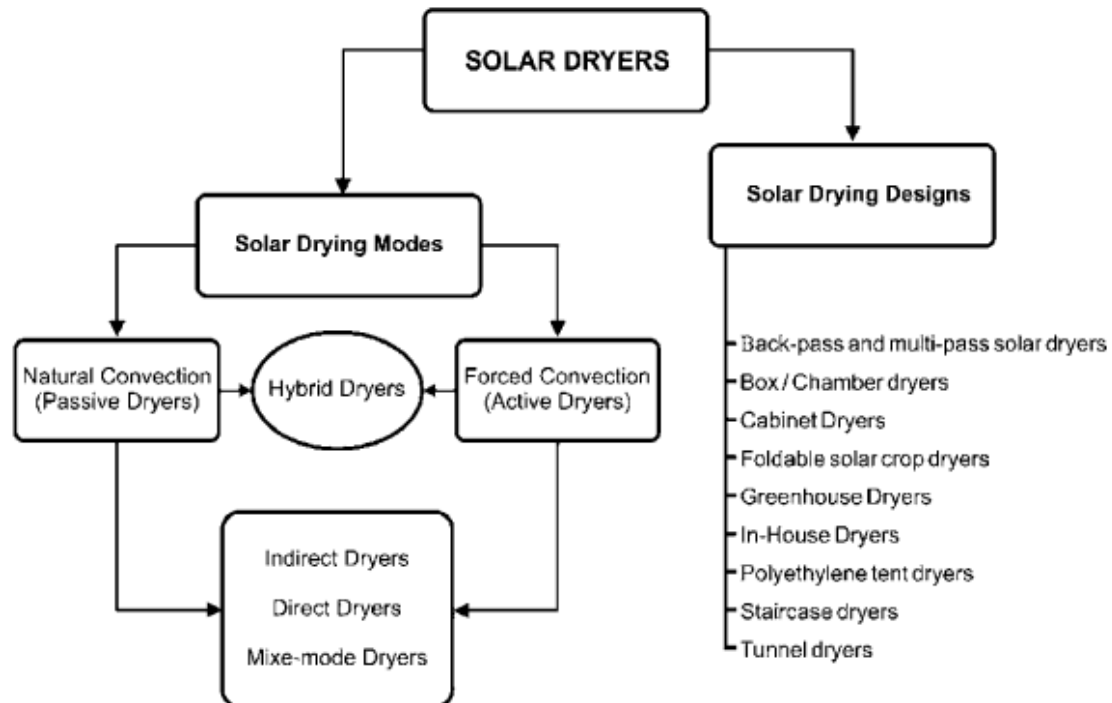 SOLAR DRYERS
Solar Drying Modes
Solar Drying Designs
Natural Convection
(Passive Dryers)
Hybrid Dryers
Forced Convection
(Active Dryers)
Indirect Dryers
Direct Dryers
Mixe-mode Dryers
Back-pass and multi-pass solar dryers
Box / Chamber dryers
Cabinet Dryers
Foldable solar crop dryers
Greenhouse Dryers
In-House Dryers
Polyethylene tent dryers
Staircase dryers
Tunnel dryers